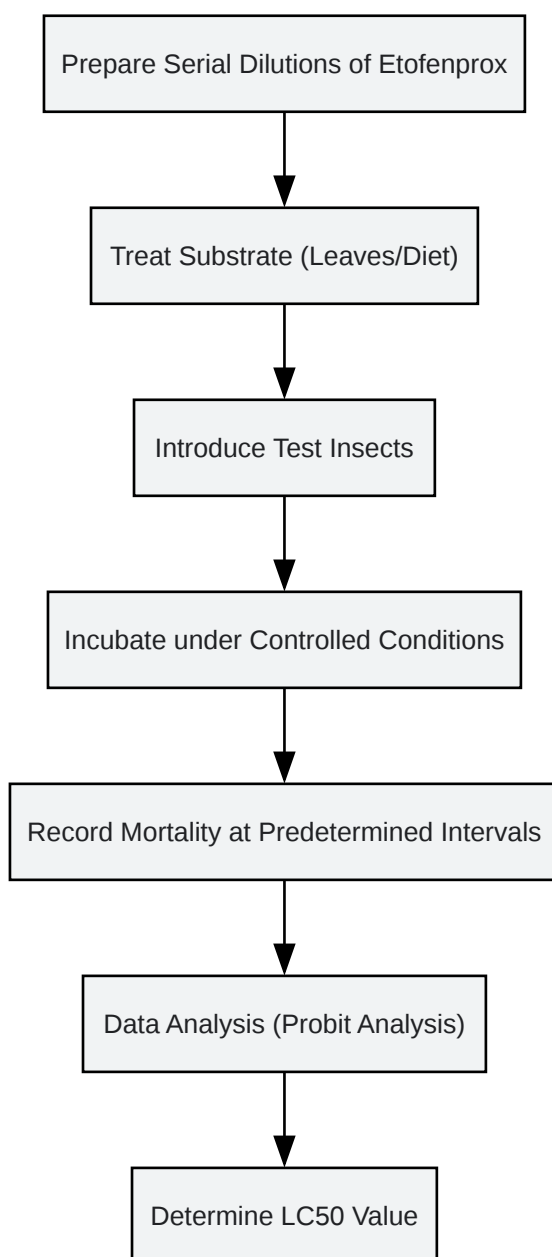 Prepare Serial Dilutions of Etofenprox
Treat Substrate (Leaves/Diet)
Introduce Test Insects
Incubate under Controlled Conditions
Record Mortality at Predetermined Intervals
Data Analysis (Probit Analysis)
Determine LC50 Value